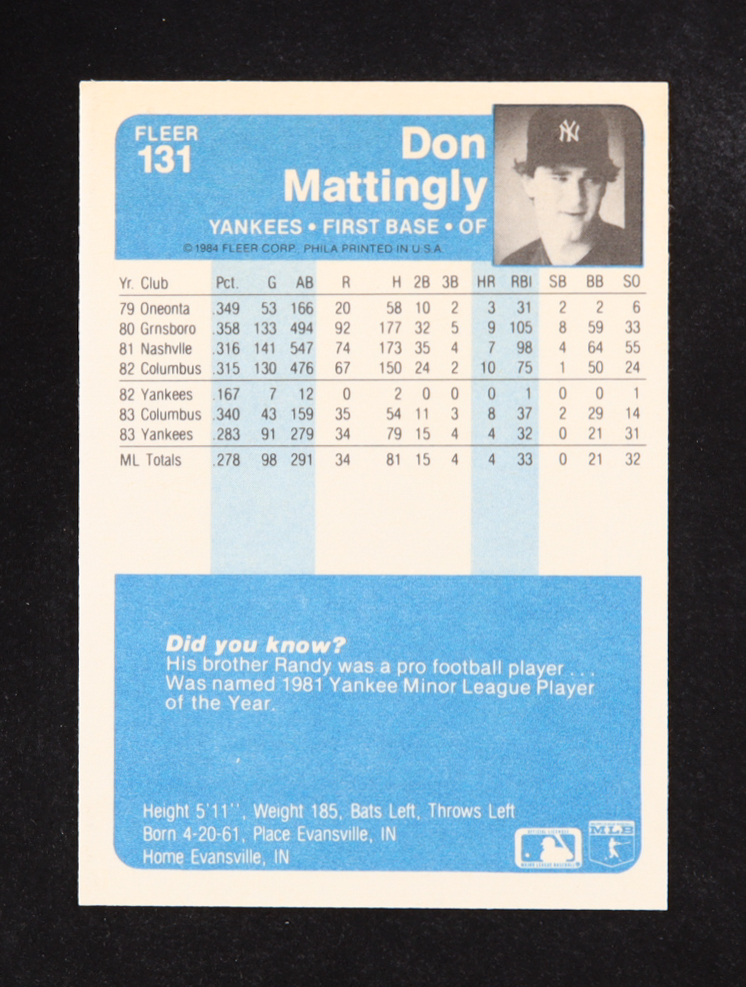 FLEER
131
Don
Mattingly
YANKEES • FIRST BASE • OF
© 1984 FLEER CORP. PHILA PRINTED IN U.S.A.
NY
Yr. Club Pct. G AB R H 2B 3B HR RBI SB BB SO
79 Oneonta .349 53 166 20 58 10 2 3 31 2 2 6
80 Grnsboro .358 133 494 92 177 32 5 9 105 8 59 33
81 Nashvlle .316 141 547 74 173 35 4 7 98 4 64 55
82 Columbus .315 130 476 67 150 24 2 10 75 1 50 24
82 Yankees .167 7 12 0 2 0 0 0 1 0 0 1
83 Columbus .340 43 159 35 54 11 3 8 37 2 29 14
83 Yankees .283 91 279 34 79 15 4 4 32 0 21 31
ML Totals .278 98 291 34 81 15 4 4 33 0 21 32
Did you know?
His brother Randy was a pro football player . . .
Was named 1981 Yankee Minor League Player
of the Year.
Height 5'11'', Weight 185, Bats Left, Throws Left
Born 4-20-61, Place Evansville, IN
Home Evansville, IN
MAJOR LEAGUE BASEBALL
MLB